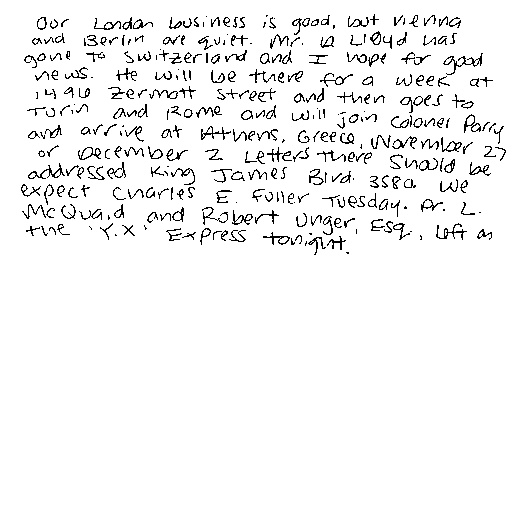 Our London business is good, but Vienna
and Berlin are quiet. Mr. D Lloyd has
gone to Switzerland and I hope for good
news. He will be there for a week at
1496 Zermott Street and then goes to
Turin and Rome and will join Colonel Parry
and arrive at Athens, Greece, November 27
or December 2 Letters there Should be
addressed King James Blvd. 3580. We
expect Charles E. Fuller Tuesday. Dr. L.
McQuaid and Robert Unger, Esq., left as
the 'Y.X' Express tonight.